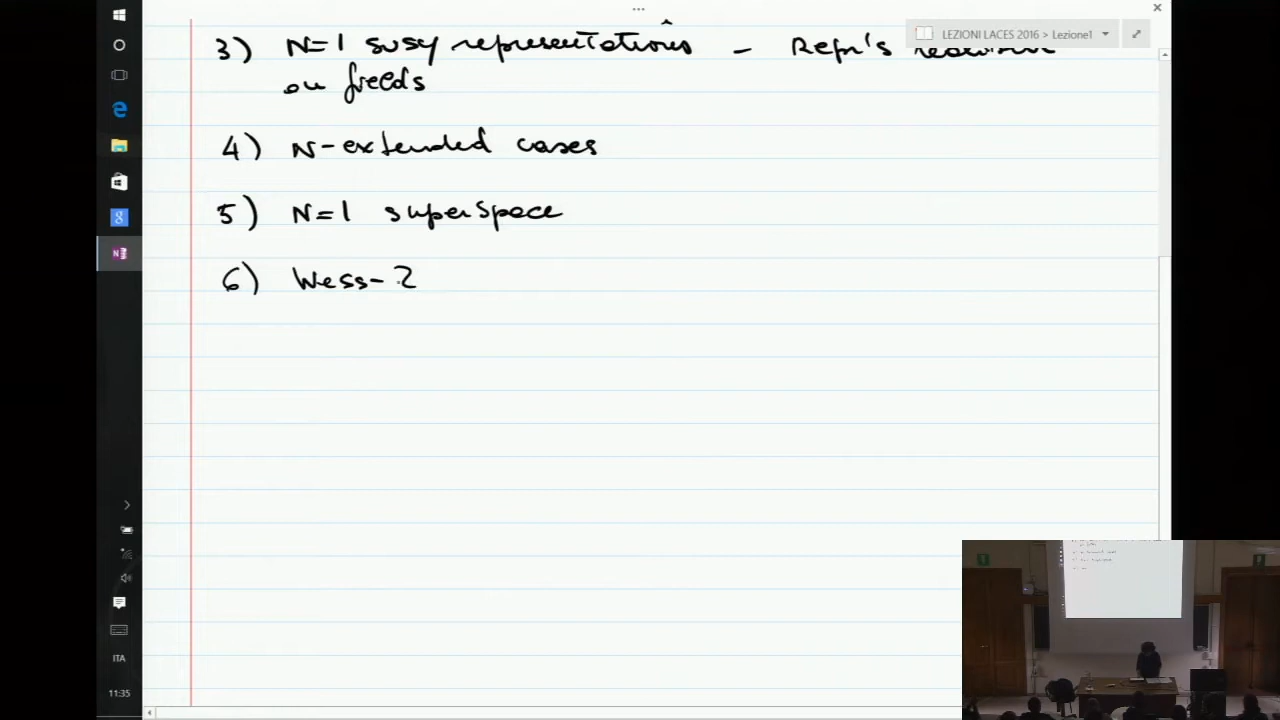 LEZIONI LACES 2016 > Lezione1
3) N=1 susy representations - Repr's
on fields
4) N-extended cases
5) N=1 superspace
6) Wess-Z
ITA
11:35